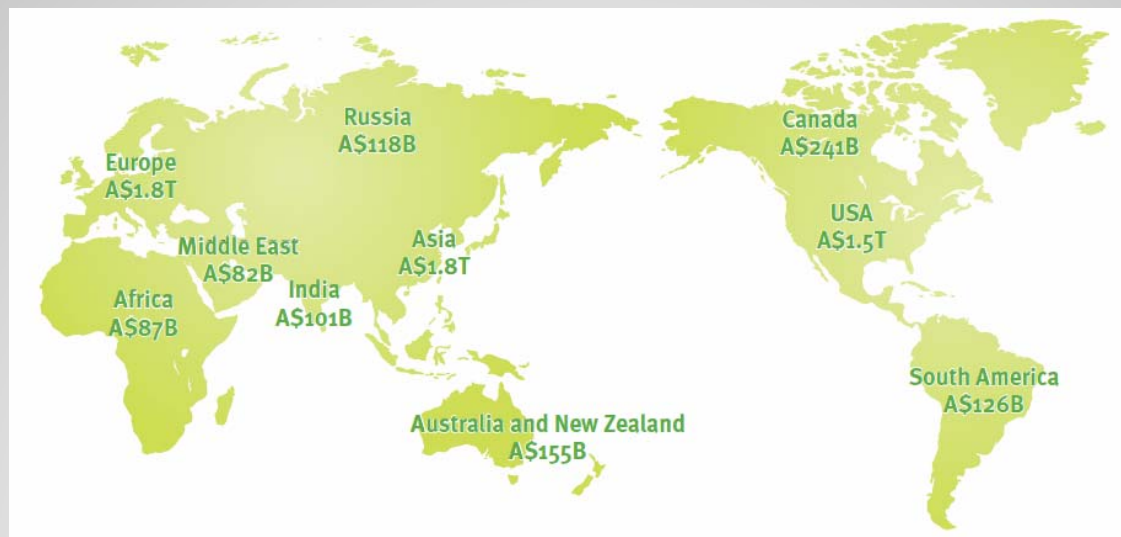 Russia
A$118B
Canada
A$241B
Europe
A$1.8T
USA
A$1.5T
Middle East
A$82B
Asia
A$1.8T
India
A$101B
Africa
A$87B
South America
A$126B
Australia and New Zealand
A$155B